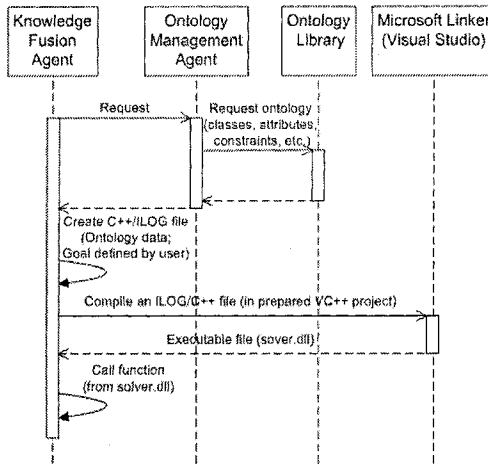 Knowledge
Fusion
Agent
Ontology
Management
Agent
Ontology
Library
Microsoft Linker
(Visual Studio)
Request
Request ontology
(classes, attributes,
constraints, etc.)
Create C++/ILOG file
(Ontology data;
Goal defined by user)
Compile an ILOG/C++ file (in prepared VC++ project)
Executable file (sover.dll)
Call function
(from solver.dll)